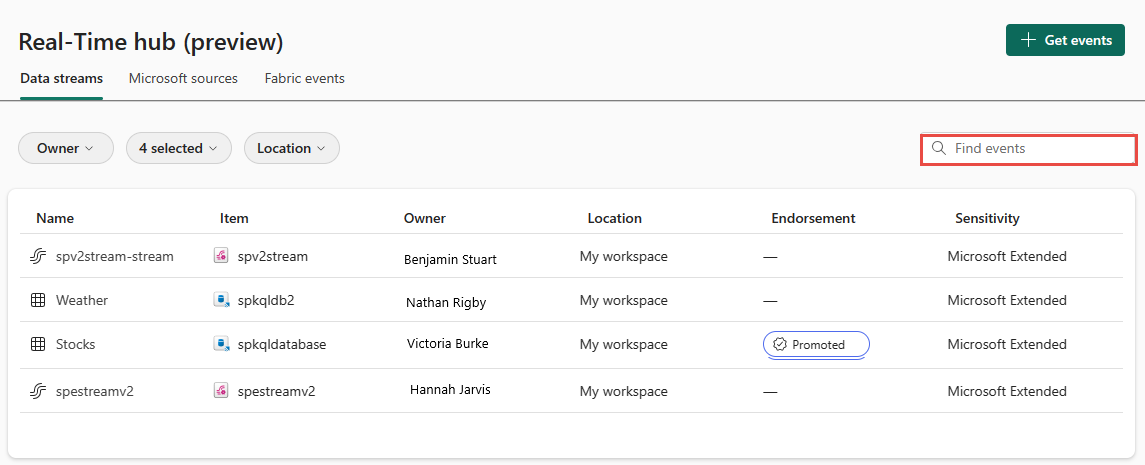 Real-Time hub (preview)
Get events
Data streams Microsoft sources Fabric events
Owner 4 selected Location Find events
Name Item Owner Location Endorsement Sensitivity
spv2stream-stream spv2stream Benjamin Stuart My workspace — Microsoft Extended
Weather spkqldb2 Nathan Rigby My workspace — Microsoft Extended
Stocks spkqldatabase Victoria Burke My workspace Promoted Microsoft Extended
spestreamv2 spestreamv2 Hannah Jarvis My workspace — Microsoft Extended